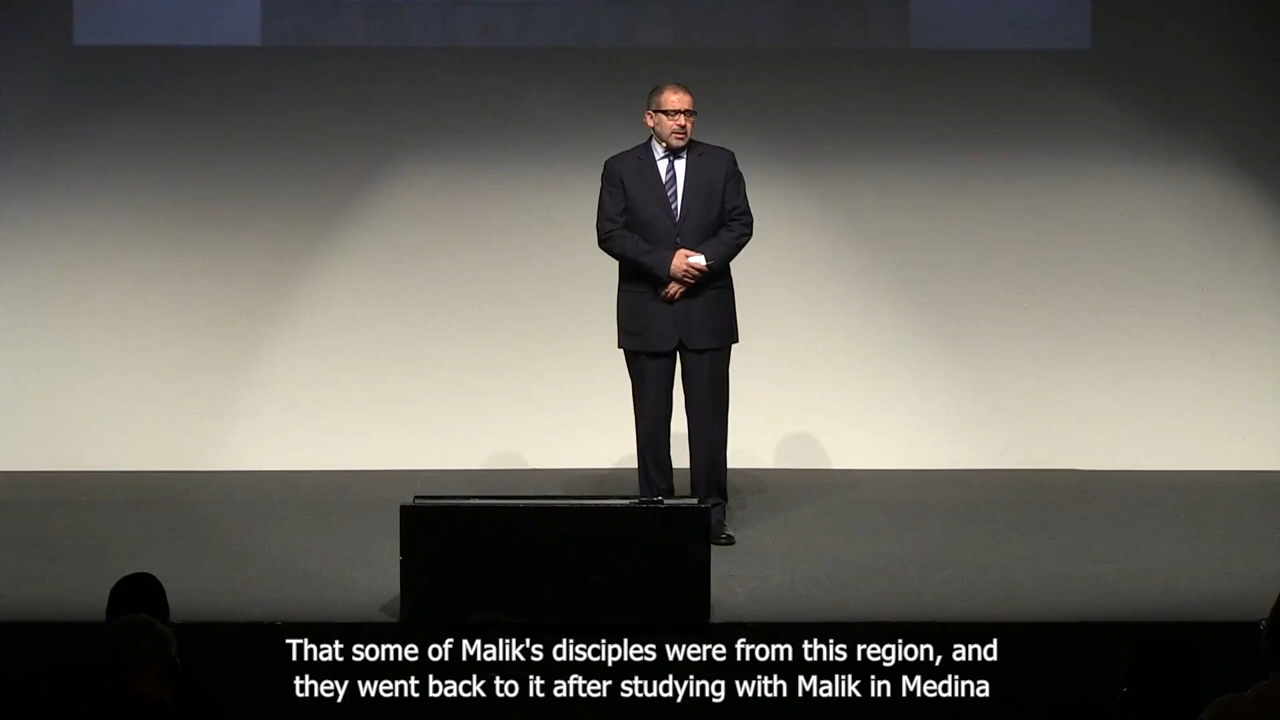 That some of Malik's disciples were from this region, and
they went back to it after studying with Malik in Medina